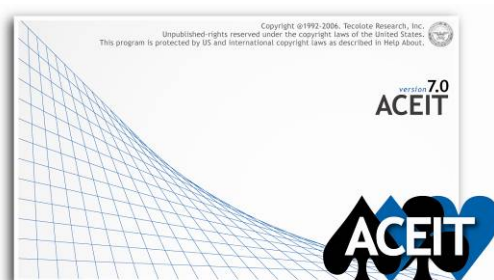 Copyright @1992-2006. Tecolote Research, Inc.
Unpublished-rights reserved under the copyright laws of the United States.
This program is protected by US and international copyright laws as described in Help About.
version 7.0
ACEIT
ACEIT